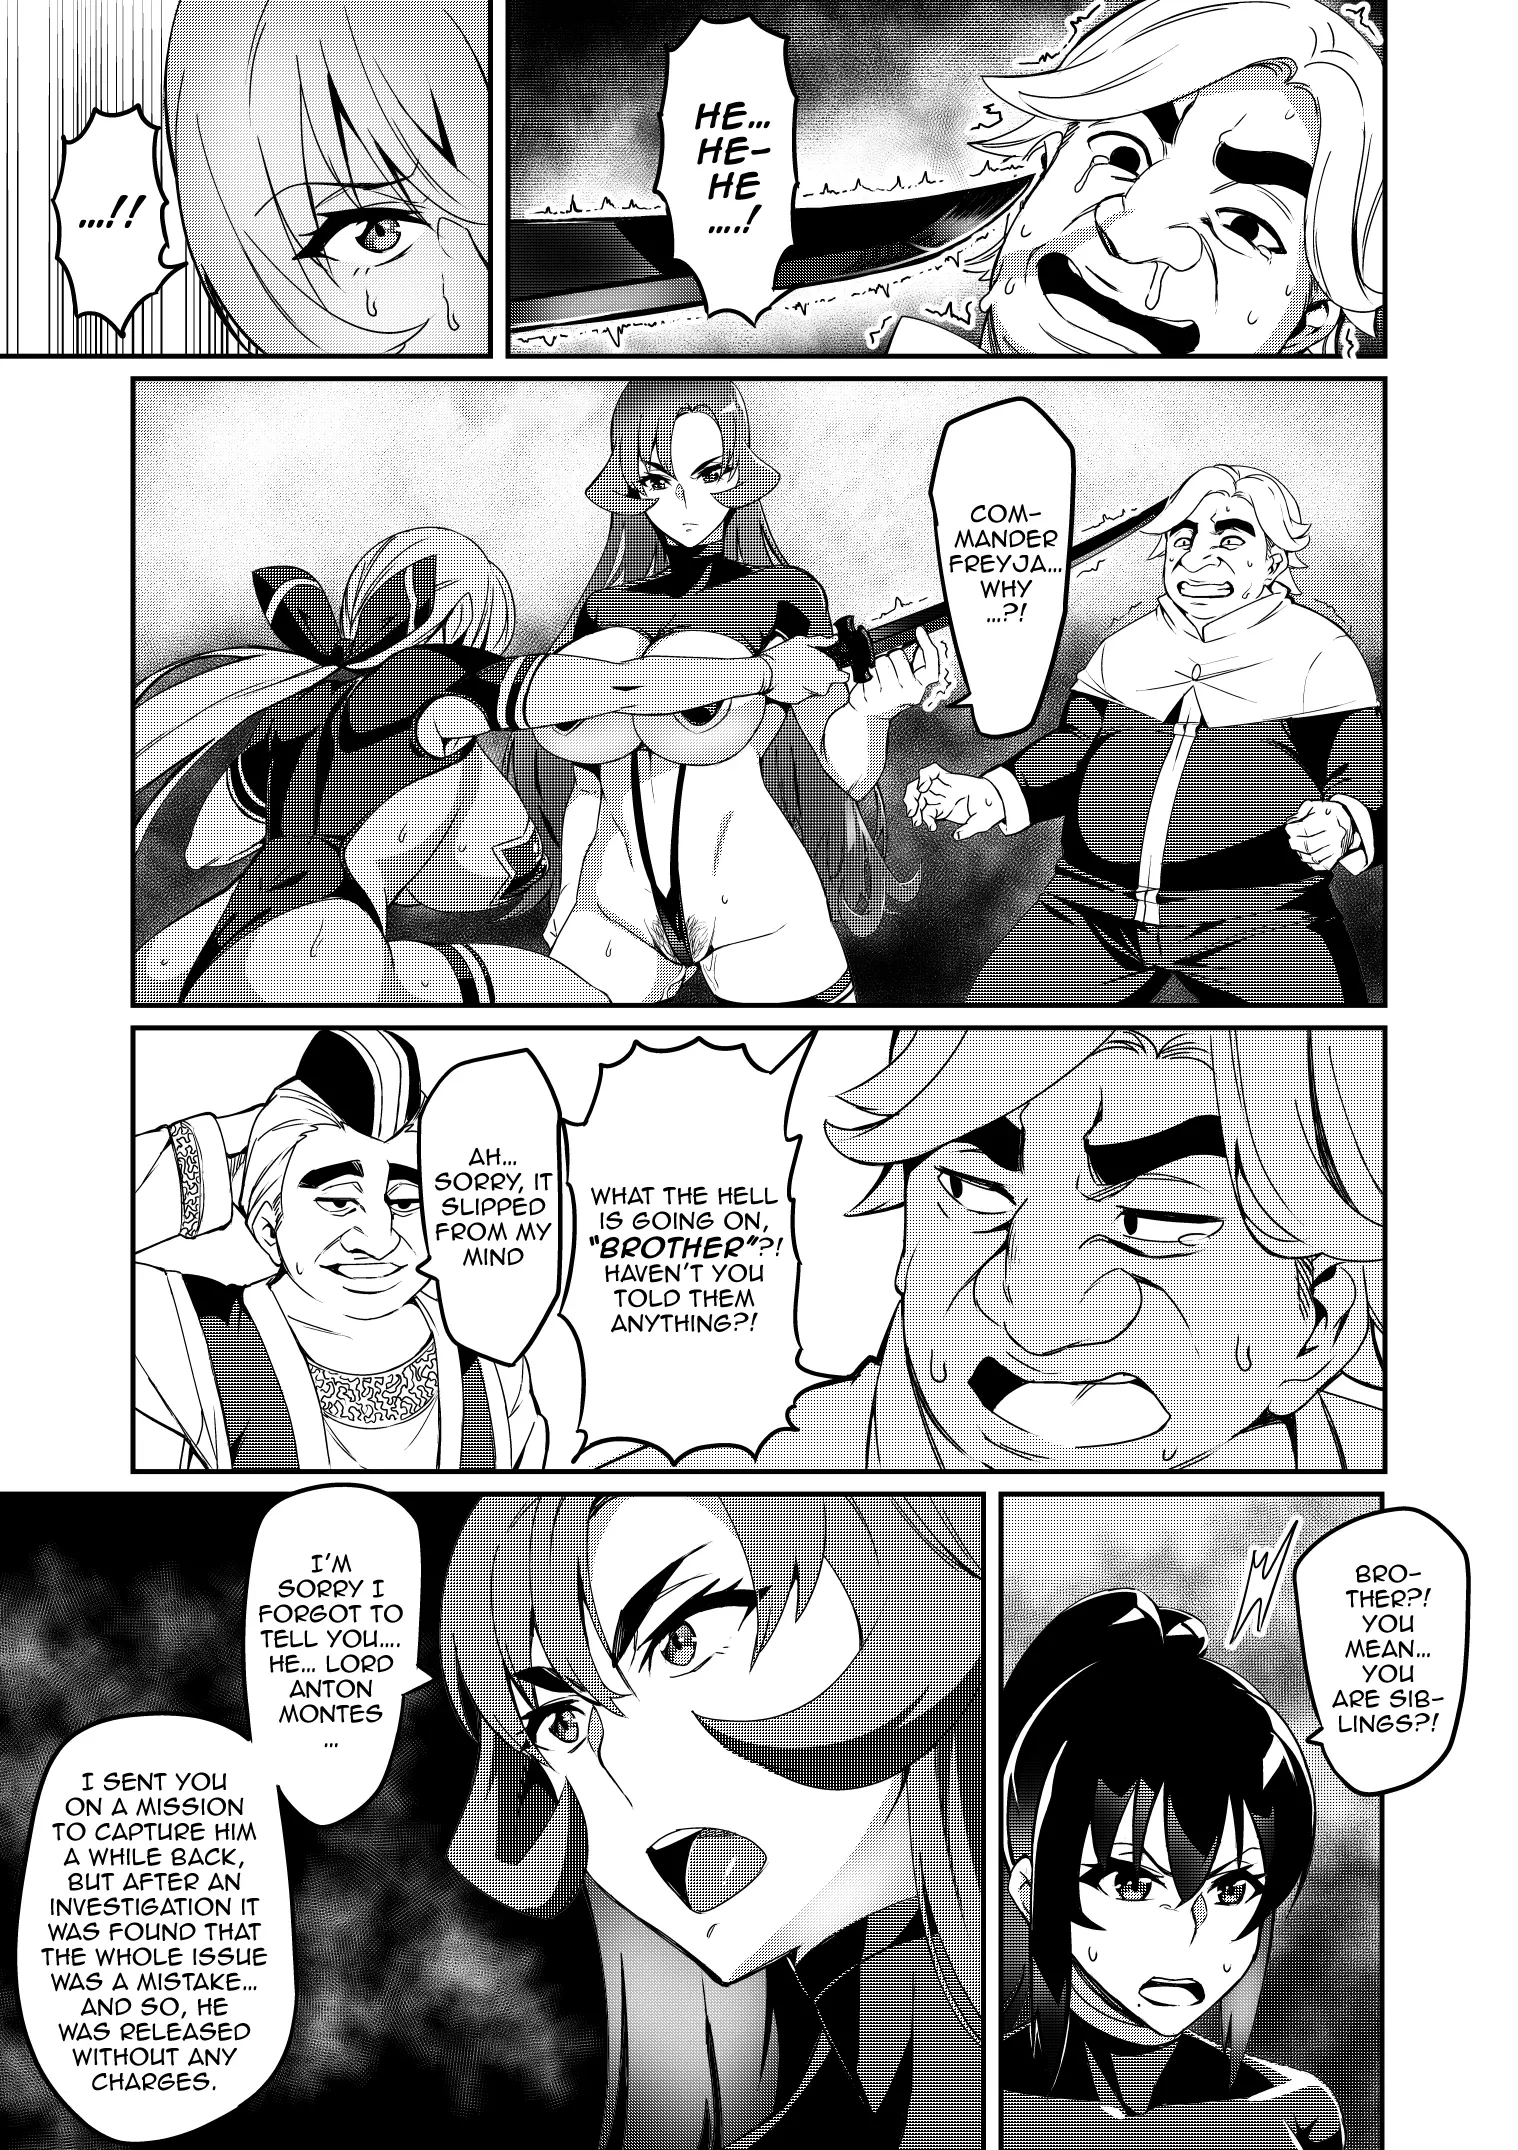 HE...
HE-
HE
....!
...!!
COM-
MANDER
FREYJA...
WHY
...?!
WHAT THE HELL
IS GOING ON,
"BROTHER"?!
HAVEN'T YOU
TOLD THEM
ANYTHING?!
AH...
SORRY, IT
SLIPPED
FROM MY
MIND
BRO-
THER?!
YOU
MEAN...
YOU
ARE SIB-
LINGS?!
I'M
SORRY I
FORGOT TO
TELL YOU....
HE... LORD
ANTON
MONTES
...
I SENT YOU
ON A MISSION
TO CAPTURE HIM
A WHILE BACK,
BUT AFTER AN
INVESTIGATION IT
WAS FOUND THAT
THE WHOLE ISSUE
WAS A MISTAKE...
AND SO, HE
WAS RELEASED
WITHOUT ANY
CHARGES.